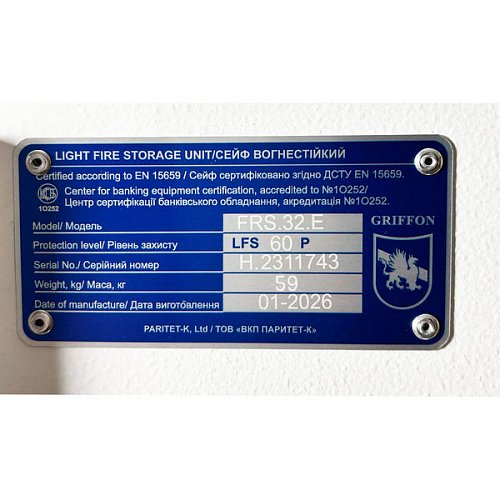 LIGHT FIRE STORAGE UNIT/СЕЙФ ВОГНЕСТІЙКИЙ
Certified according to EN 15659 / Сейф сертифіковано згідно ДСТУ EN 15659.
Center for banking equipment certification, accredited to №1O252/
Центр сертифікації банківського обладнання, акредитація №1O252.
1O252
Model/ Модель FRS.32.E
Protection level/ Рівень захисту LFS 60 P
Serial No./ Серійний номер H.2311743
Weight, kg/ Маса, кг 59
Date of manufacture/ Дата виготовлення 01-2026
GRIFFON
PARITET-K, Ltd / ТОВ «ВКП ПАРИТЕТ-К»